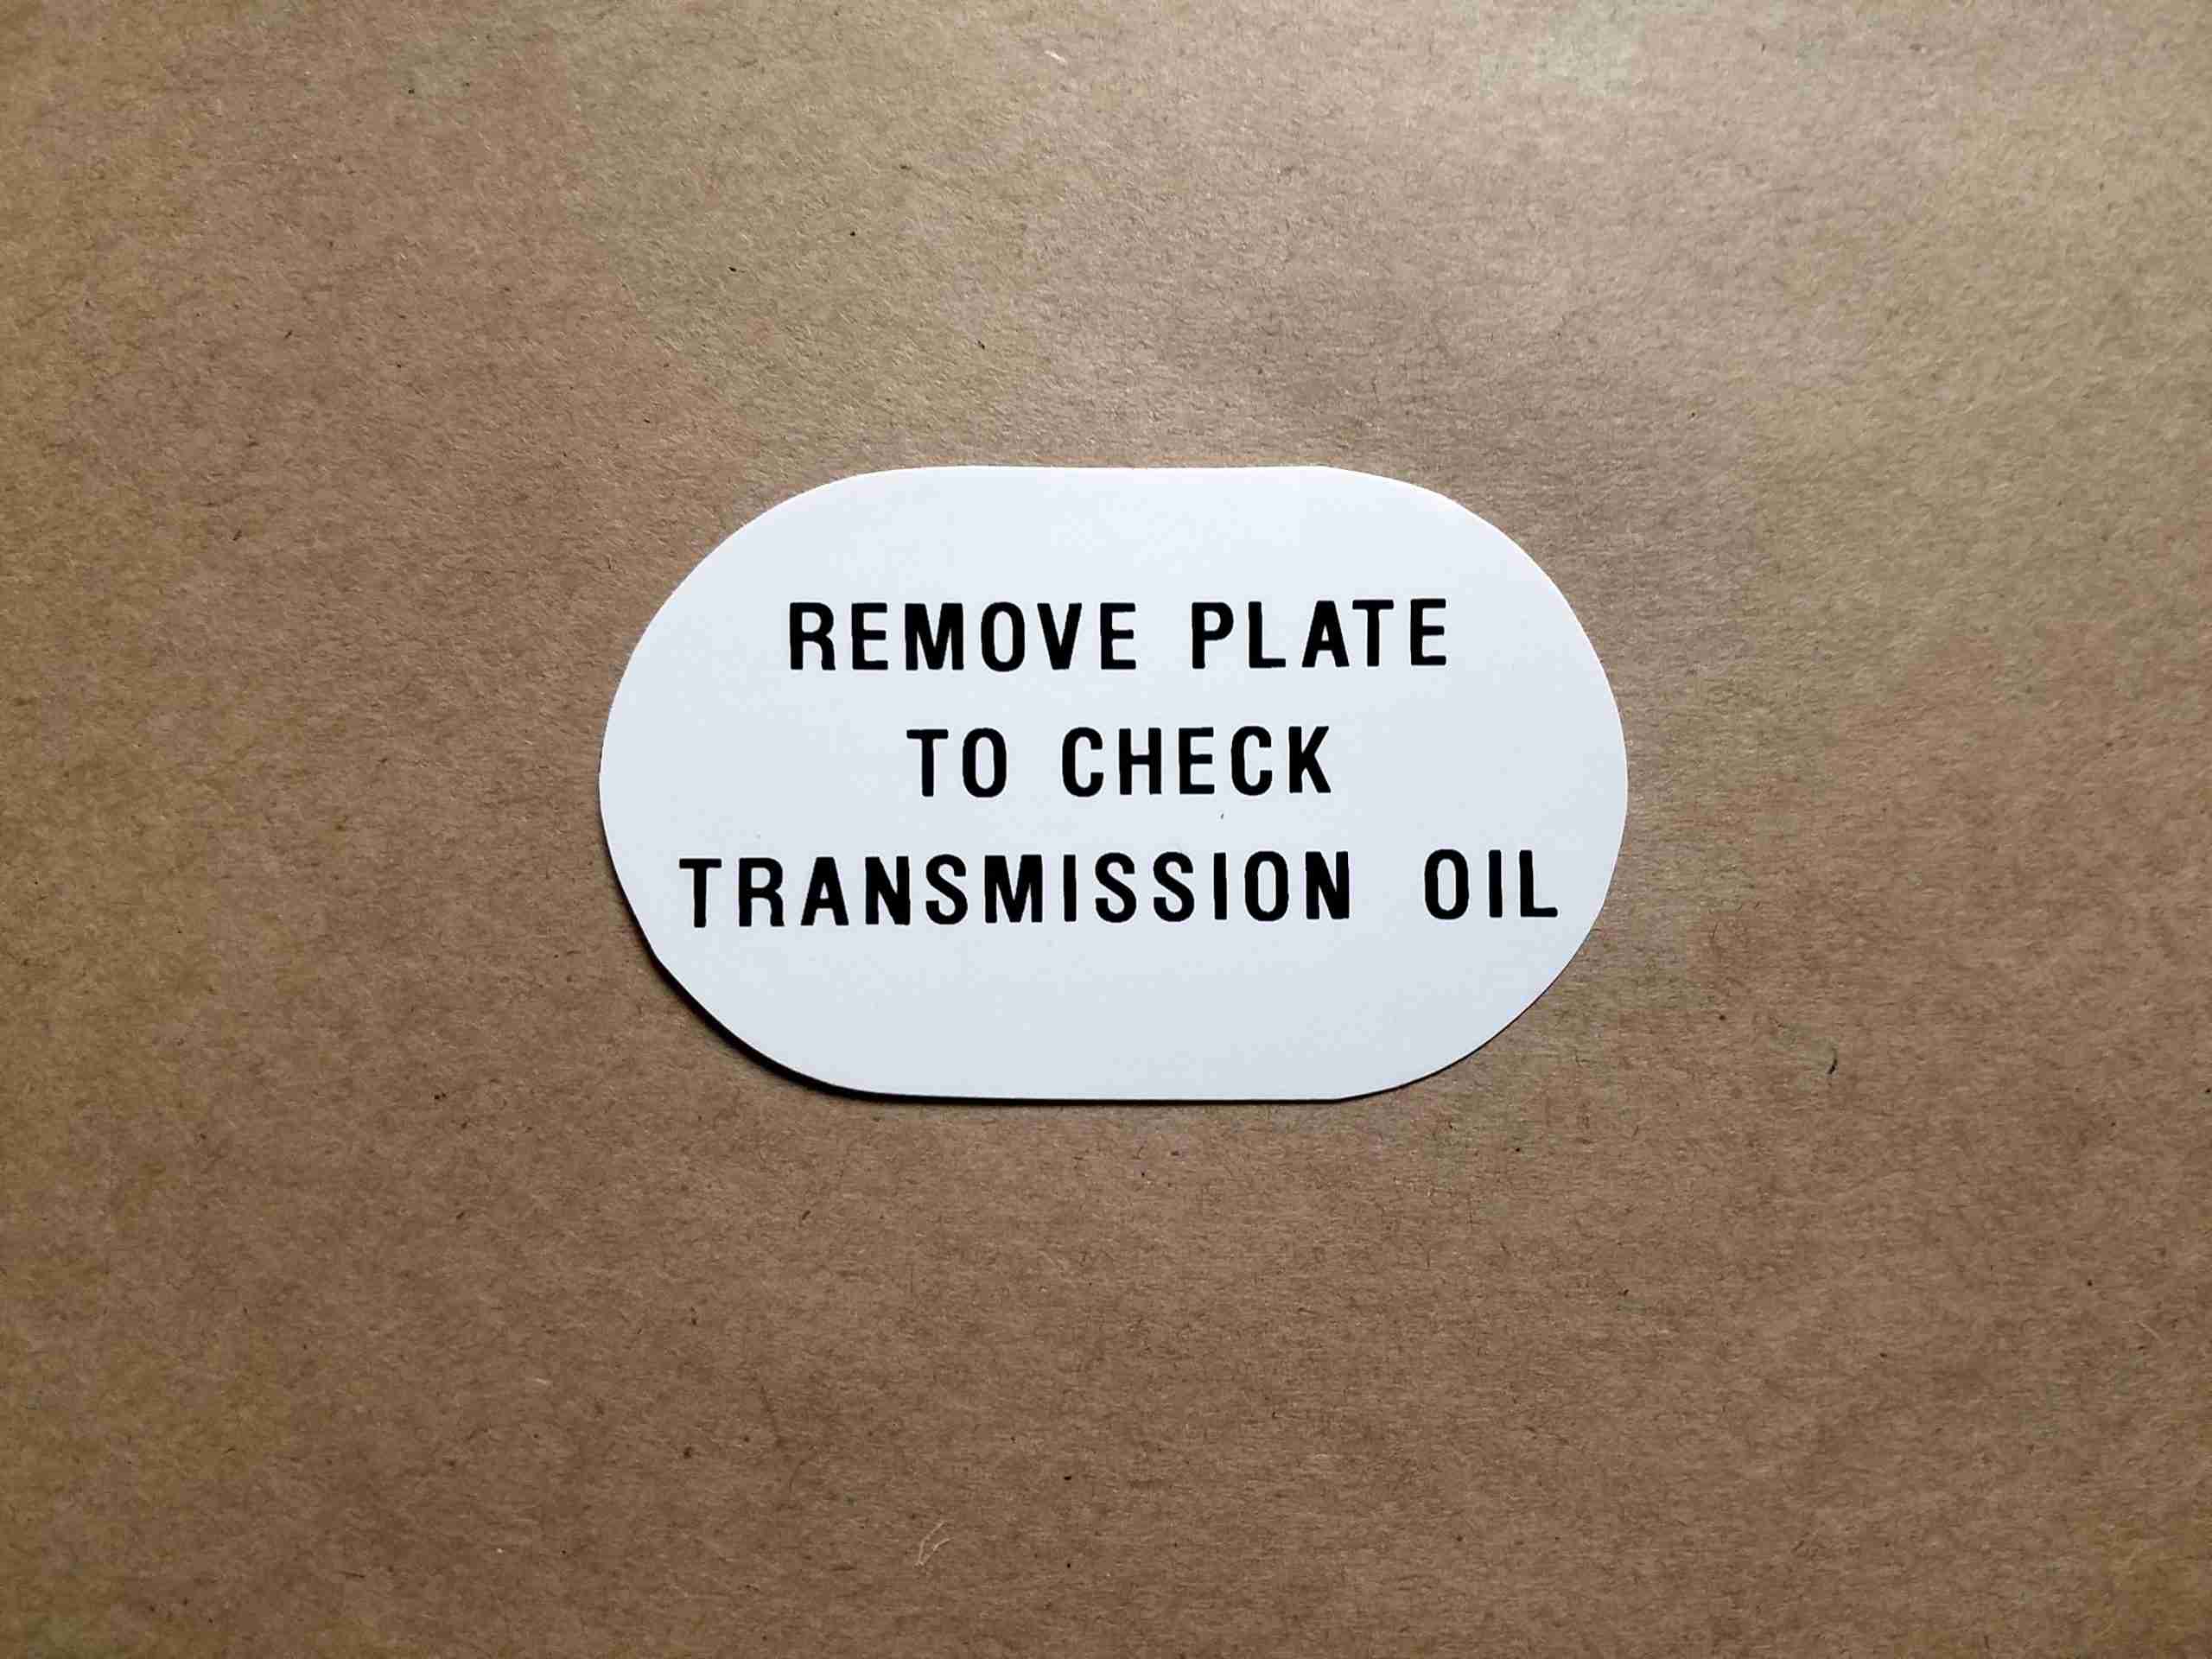 REMOVE PLATE
TO CHECK
TRANSMISSION OIL